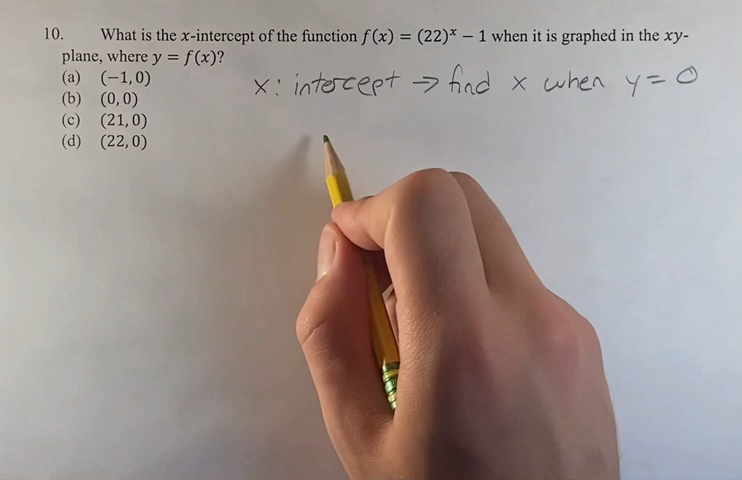 10. What is the x-intercept of the function f(x) = (22)ˣ − 1 when it is graphed in the xy-
plane, where y = f(x)?
(a) (−1,0)
x: intercept → find x when y=0
(b) (0,0)
(c) (21,0)
(d) (22,0)